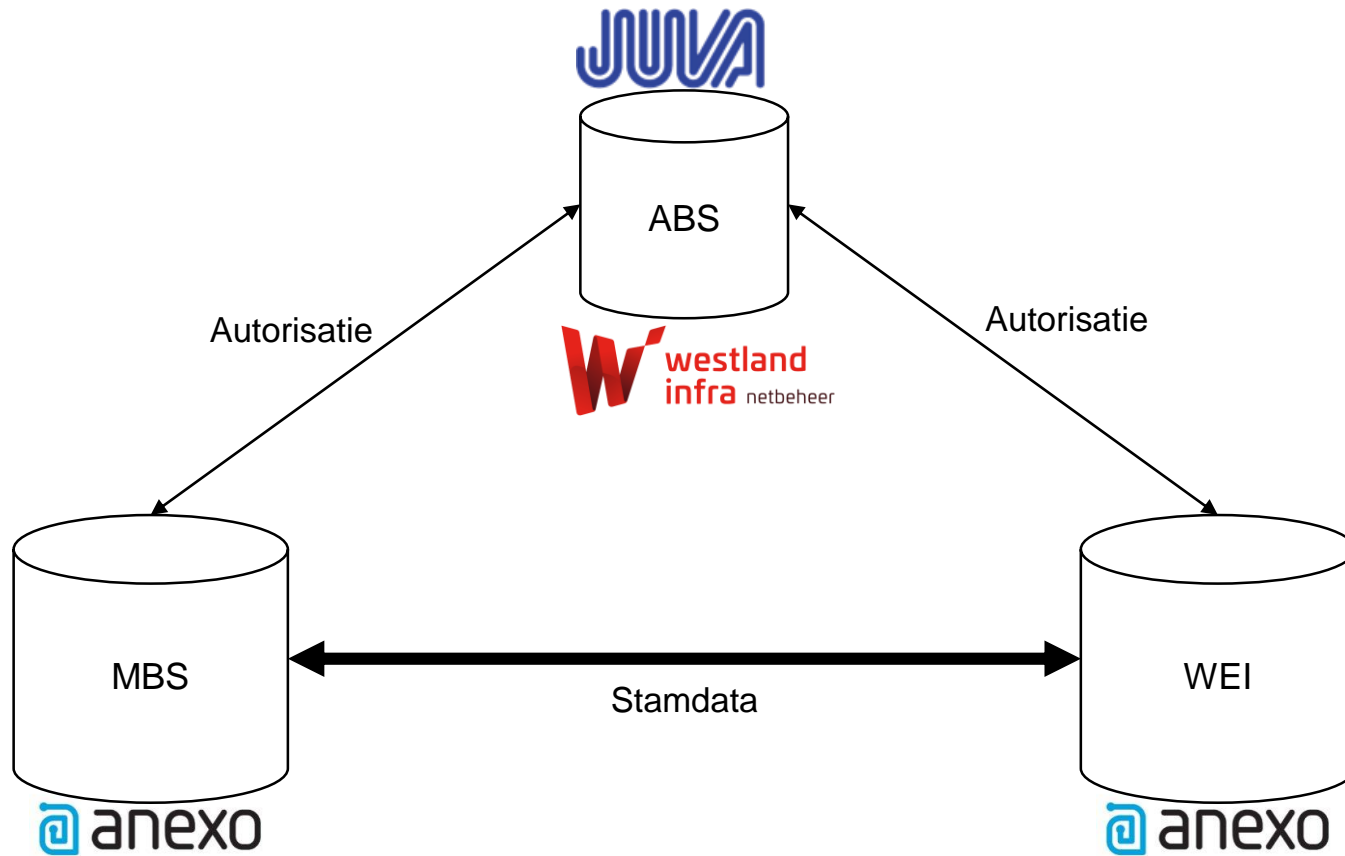 JUVA
ABS
Autorisatie
Autorisatie
westland
infra netbeheer
MBS
WEI
Stamdata
anexo
anexo